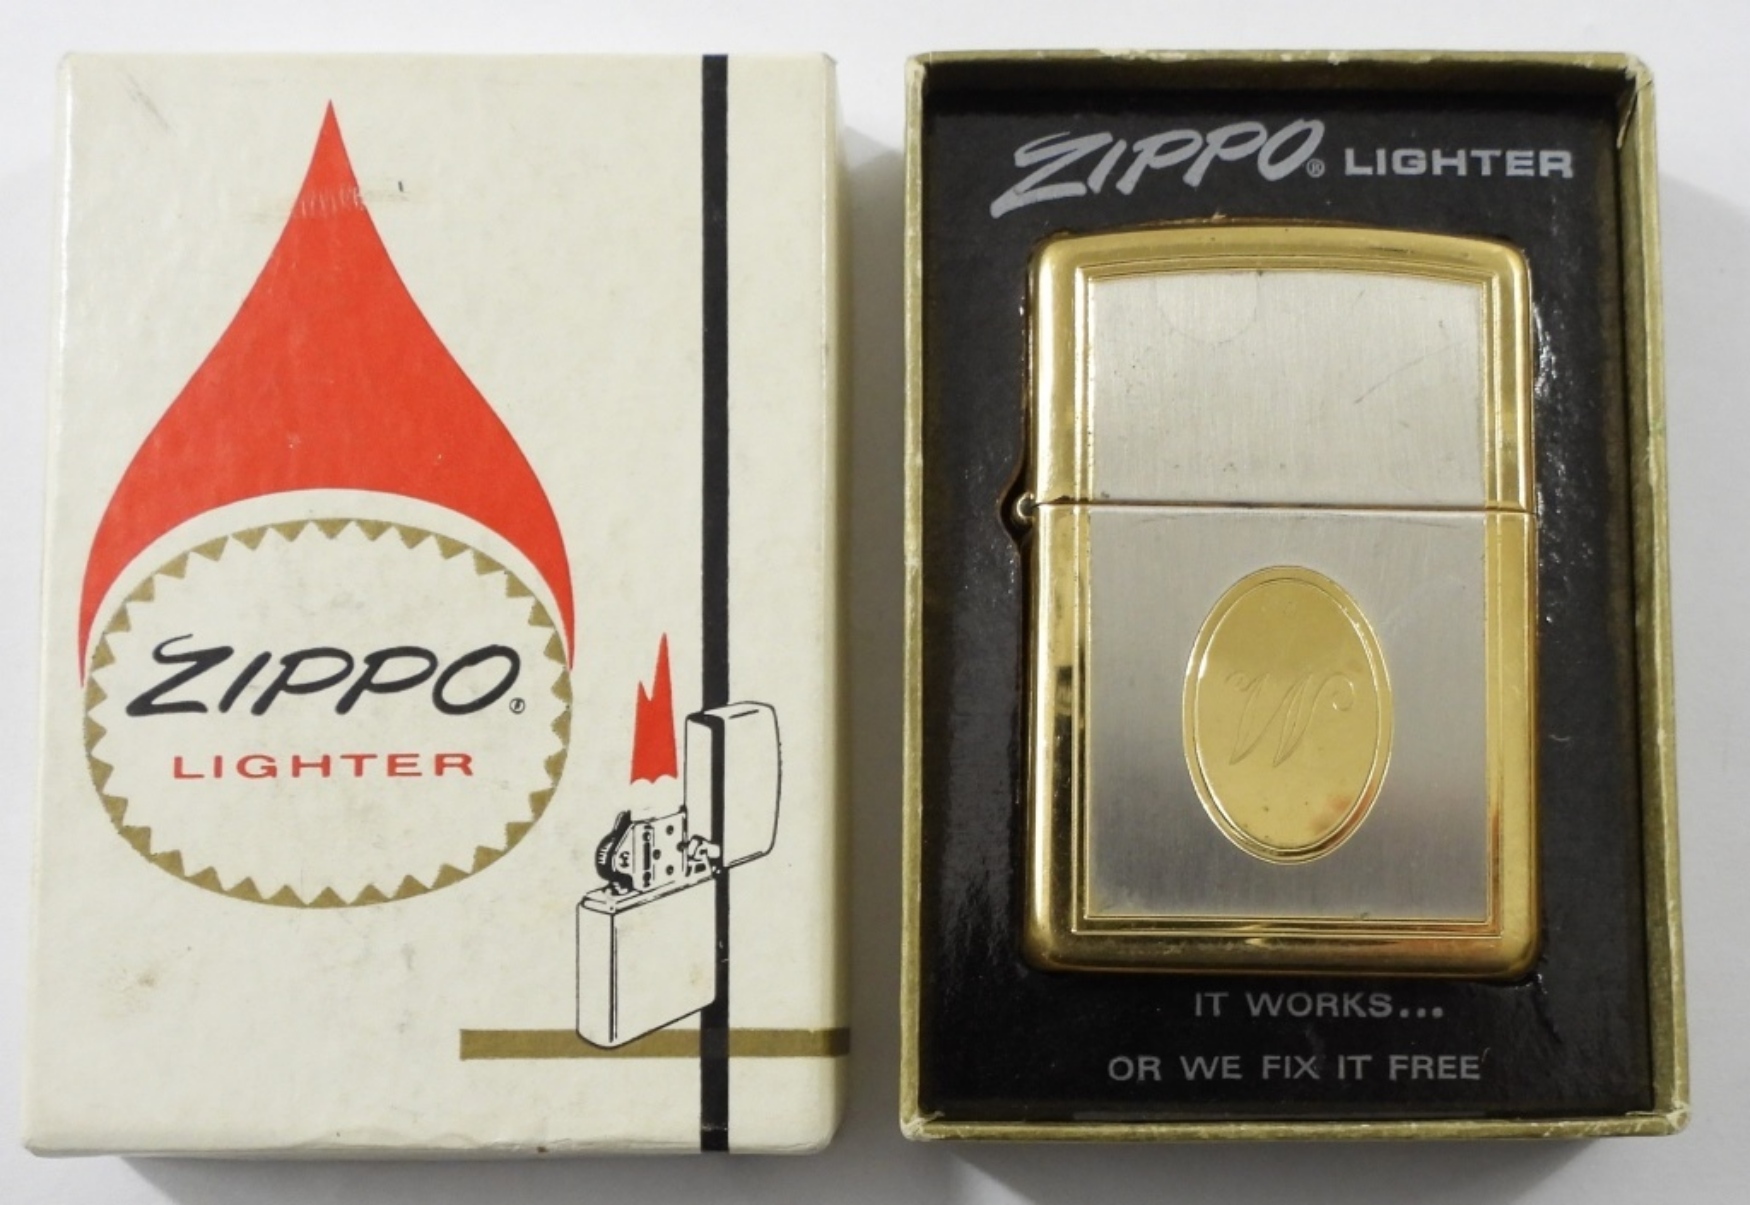 ZIPPO®
LIGHTER
ZIPPO® LIGHTER
W
IT WORKS...
OR WE FIX IT FREE